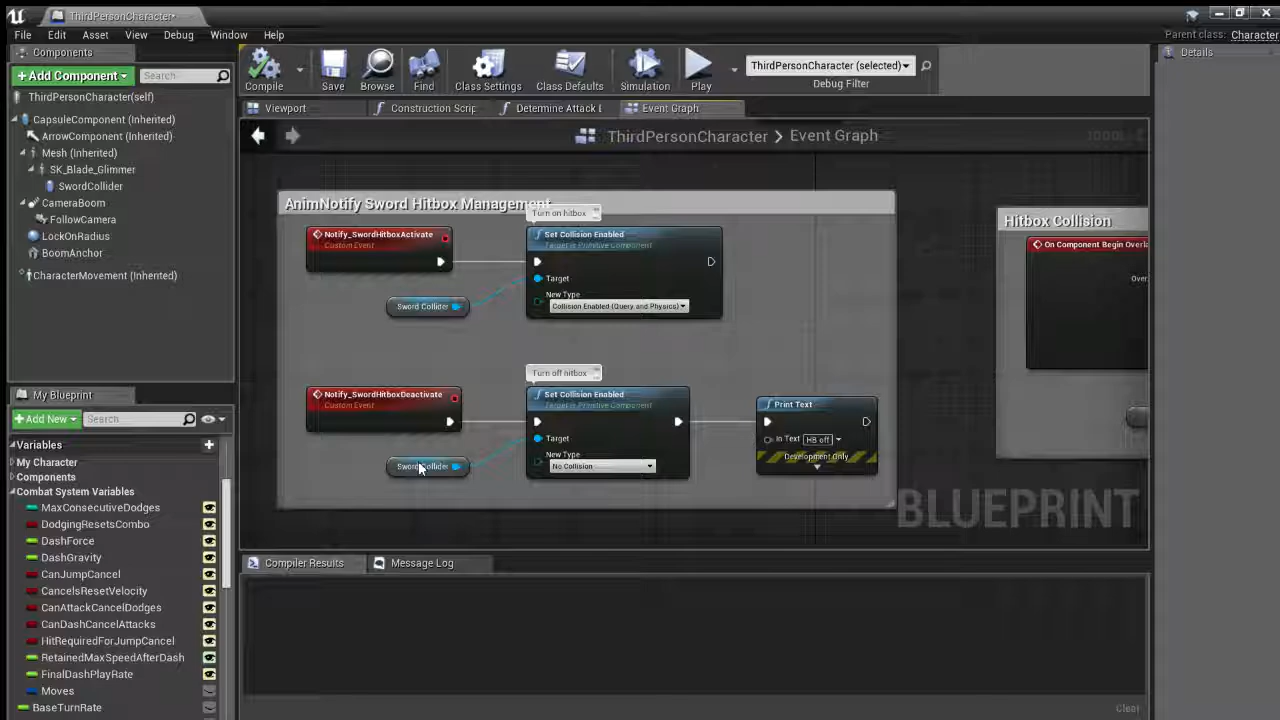 ThirdPersonCharacter*
File Edit Asset View Debug Window Help
Parent class: Character
Components
Details
+Add Component
Search
Compile
Save
Browse
Find
Class Settings
Class Defaults
Simulation
Play
ThirdPersonCharacter (selected)
Debug Filter
ThirdPersonCharacter(self)
CapsuleComponent (Inherited)
ArrowComponent (Inherited)
Mesh (Inherited)
SK_Blade_Glimmer
SwordCollider
CameraBoom
FollowCamera
LockOnRadius
BoomAnchor
CharacterMovement (Inherited)
Viewport
Construction Scrip
Determine Attack I
Event Graph
ThirdPersonCharacter > Event Graph
AnimNotify Sword Hitbox Management
Turn on hitbox
Notify_SwordHitboxActivate
Custom Event
Set Collision Enabled
Target is Primitive Component
Target
New Type
Collision Enabled (Query and Physics)
Sword Collider
Turn off hitbox
Notify_SwordHitboxDeactivate
Custom Event
Set Collision Enabled
Target is Primitive Component
Target
New Type
No Collision
Print Text
In Text HB off
Development Only
Hitbox Collision
On Component Begin Overla
Over
BLUEPRINT
My Blueprint
+Add New
Search
Variables
My Character
Components
Combat System Variables
MaxConsecutiveDodges
DodgingResetsCombo
DashForce
DashGravity
CanJumpCancel
CancelsResetVelocity
CanAttackCancelDodges
CanDashCancelAttacks
HitRequiredForJumpCancel
RetainedMaxSpeedAfterDash
FinalDashPlayRate
Moves
BaseTurnRate
Compiler Results
Message Log
Clear